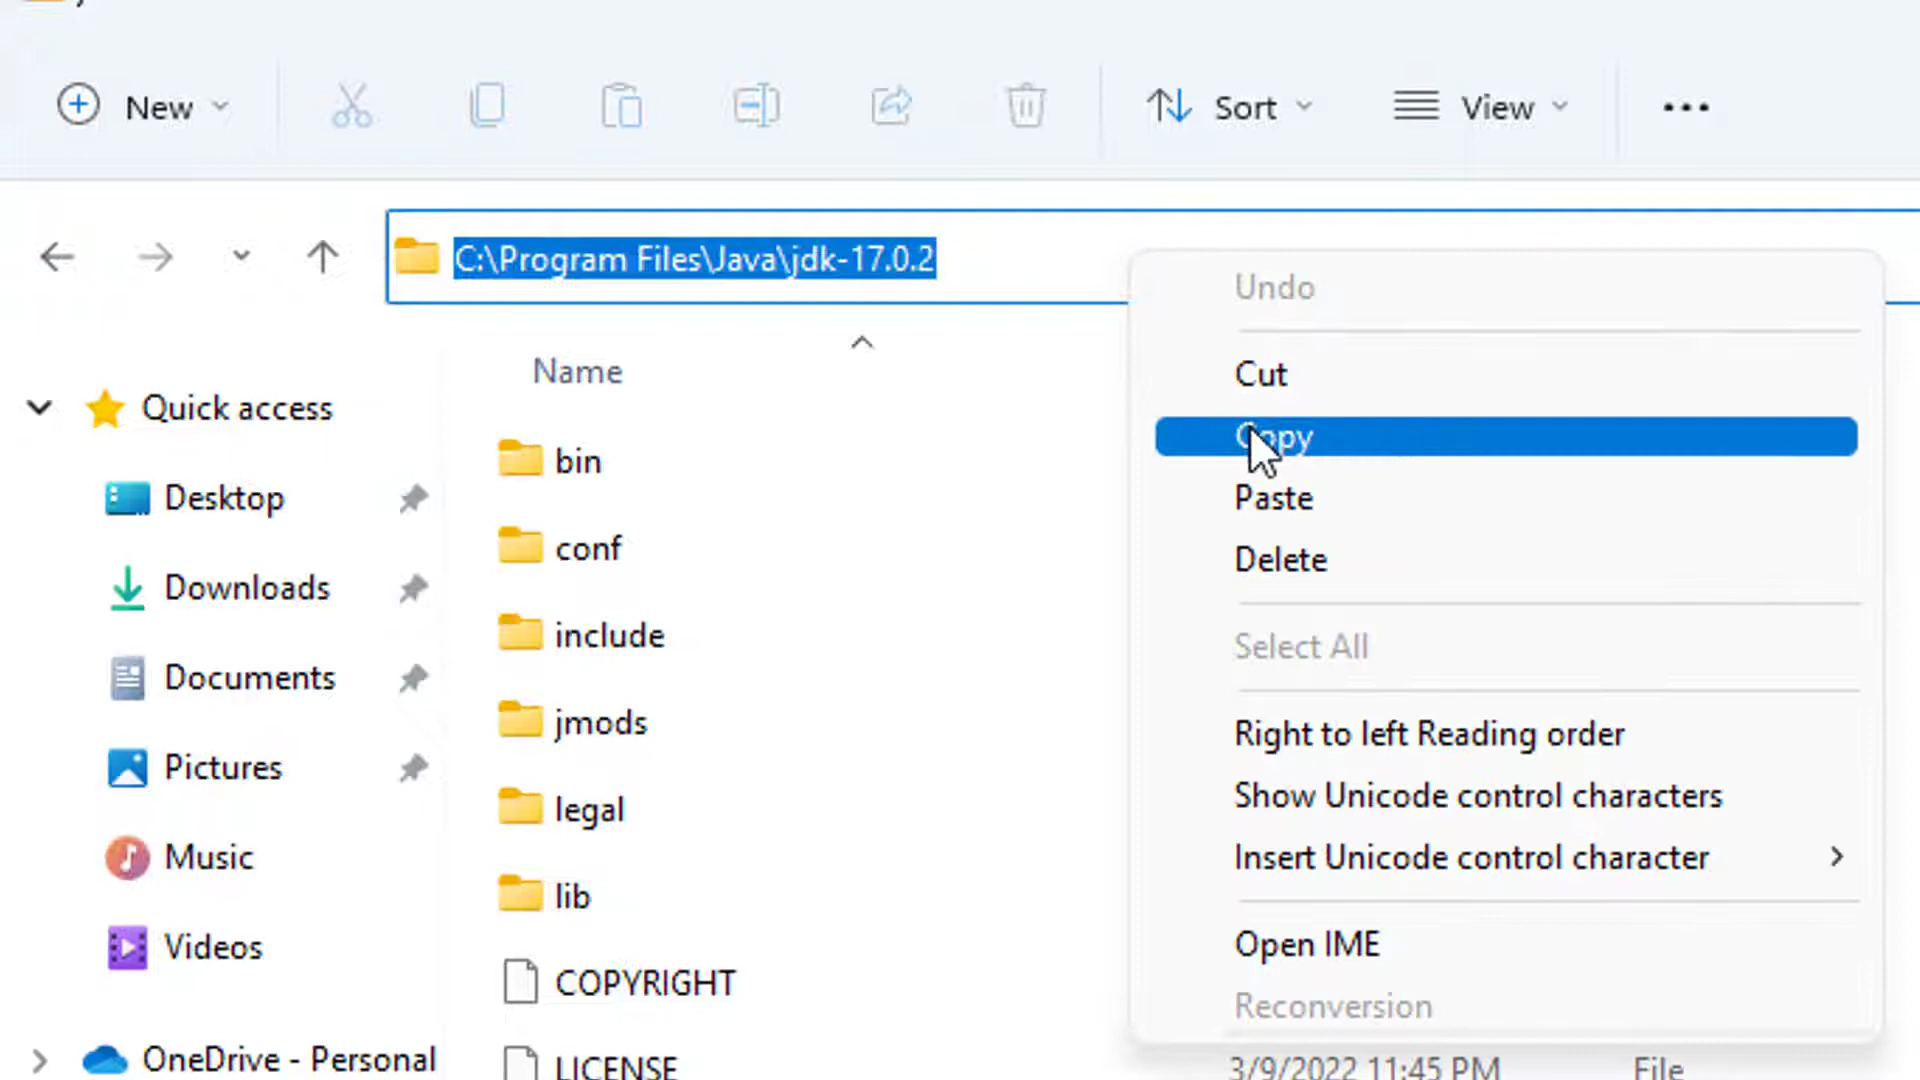 New
Sort
View
C:\Program Files\Java\jdk-17.0.2
Name
Quick access
Desktop
Downloads
Documents
Pictures
Music
Videos
OneDrive - Personal
bin
conf
include
jmods
legal
lib
COPYRIGHT
LICENSE
3/9/2022 11:45 PM
File
Undo
Cut
Copy
Paste
Delete
Select All
Right to left Reading order
Show Unicode control characters
Insert Unicode control character
Open IME
Reconversion